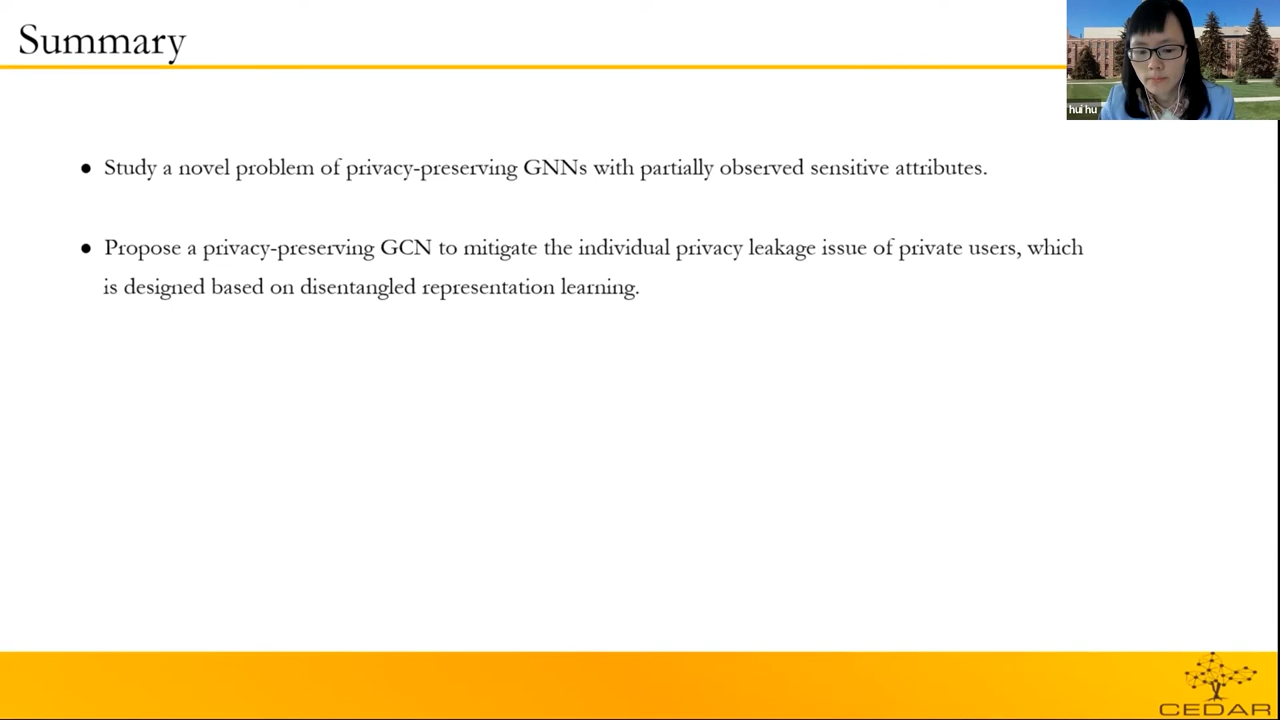 Summary
hui hu
● Study a novel problem of privacy-preserving GNNs with partially observed sensitive attributes.
● Propose a privacy-preserving GCN to mitigate the individual privacy leakage issue of private users, which
is designed based on disentangled representation learning.
CEDAR